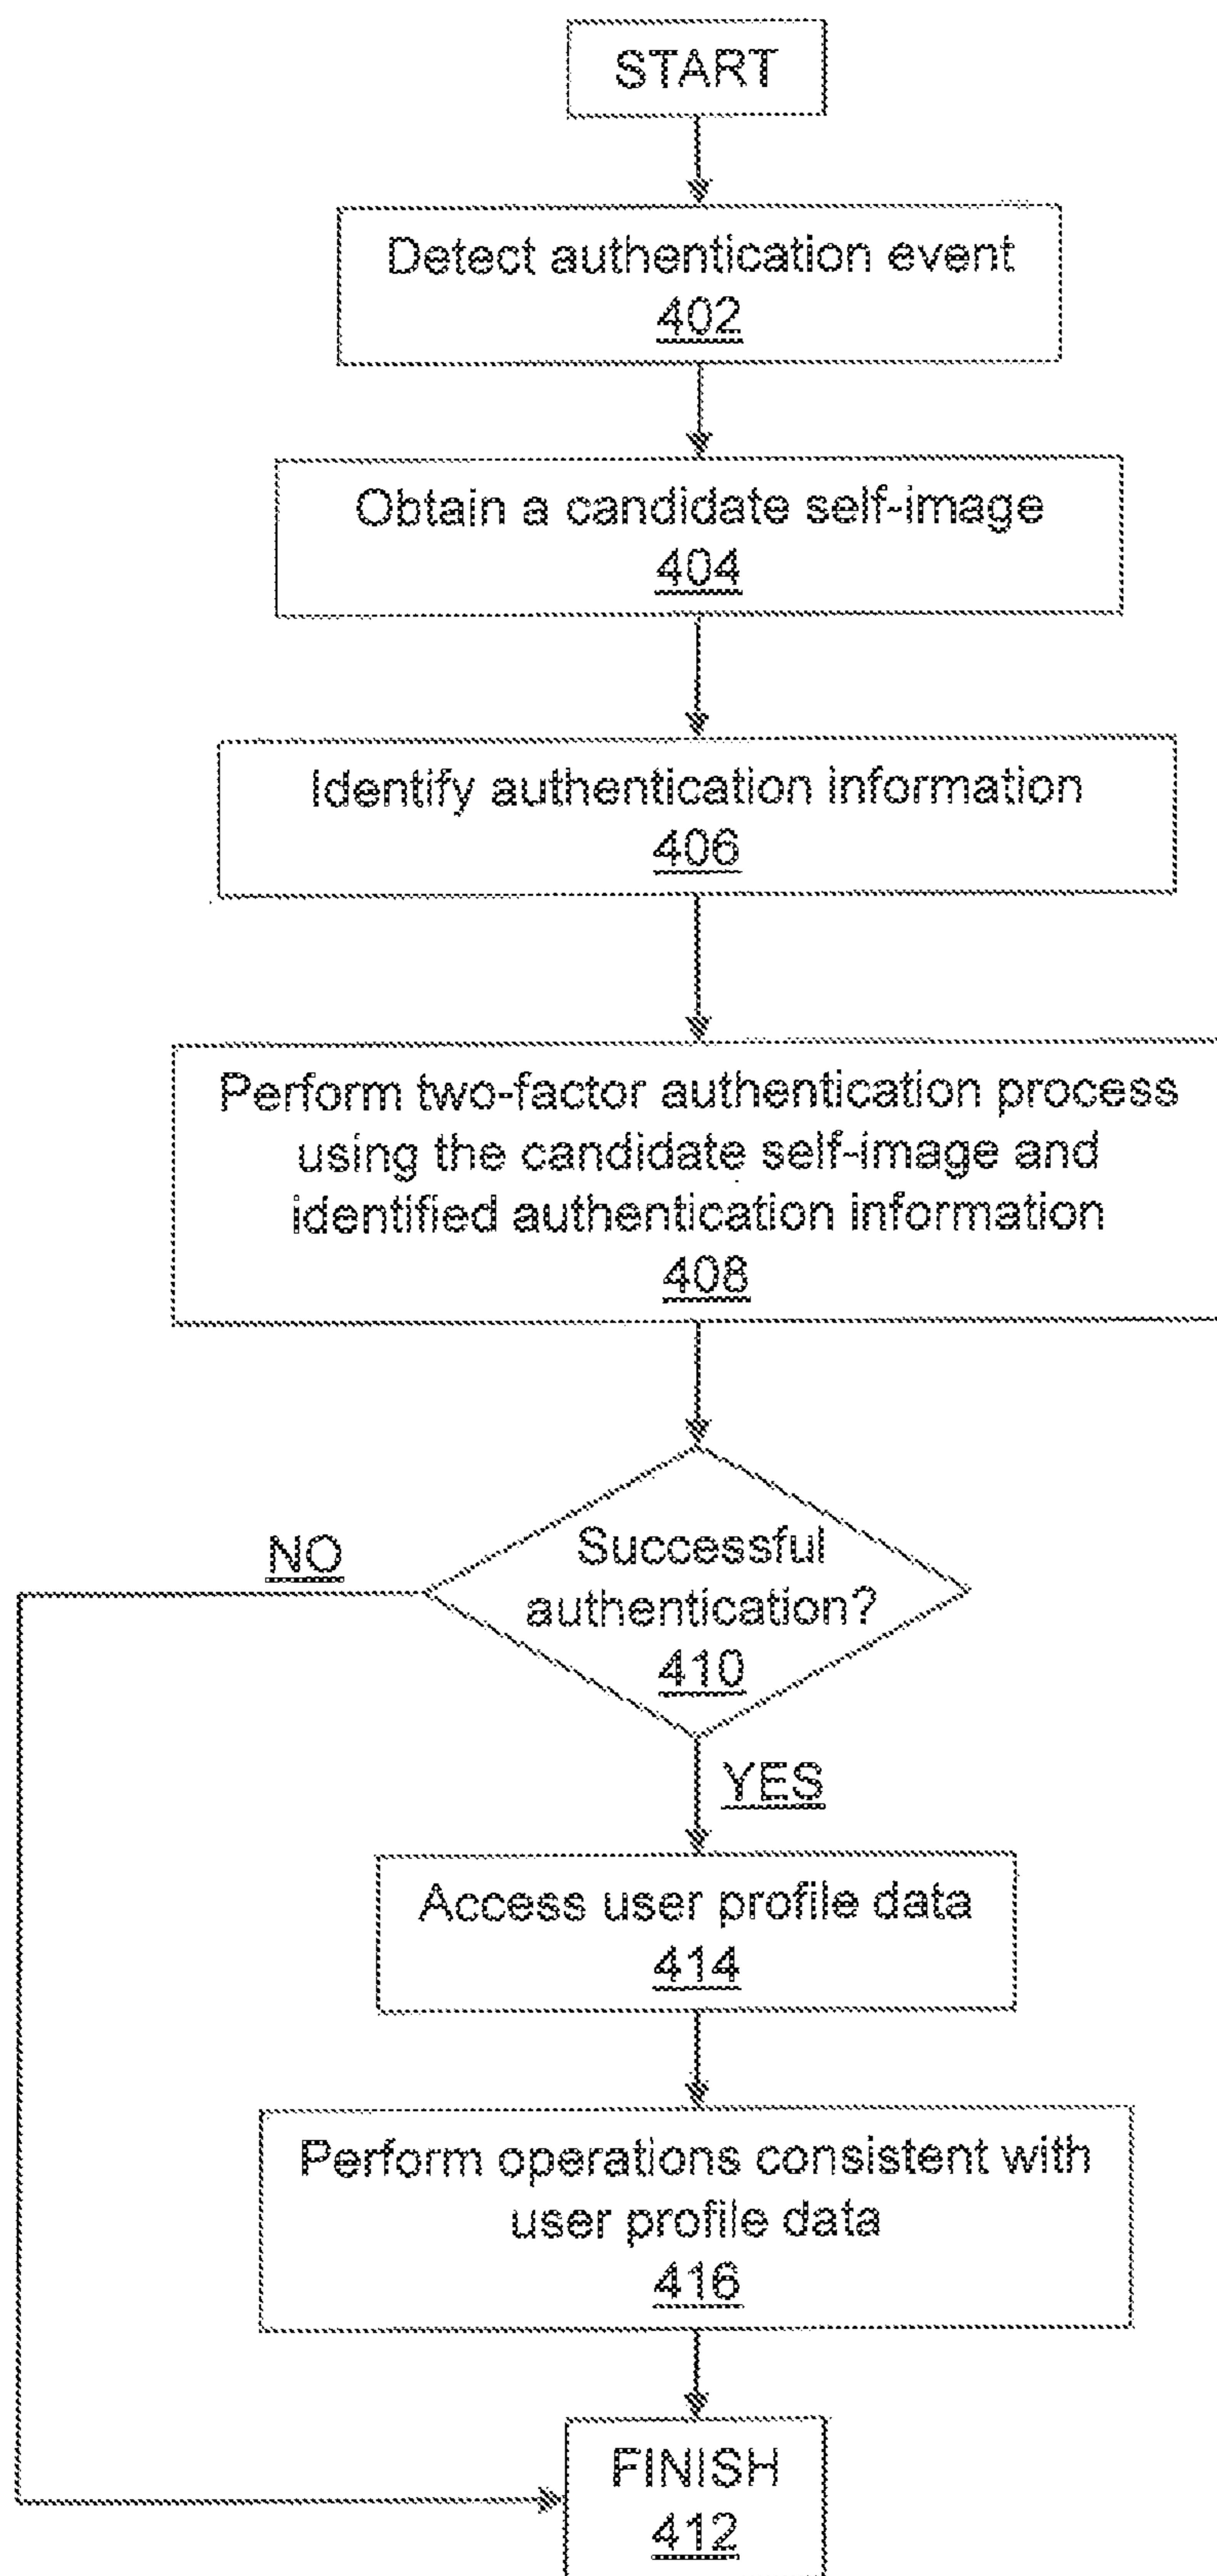 START
Detect authentication event
402
Obtain a candidate self-image
404
Identify authentication information
406
Perform two-factor authentication process
using the candidate self-image and
identified authentication information
408
NO
Successful
authentication?
410
YES
Access user profile data
414
Perform operations consistent with
user profile data
416
FINISH
412